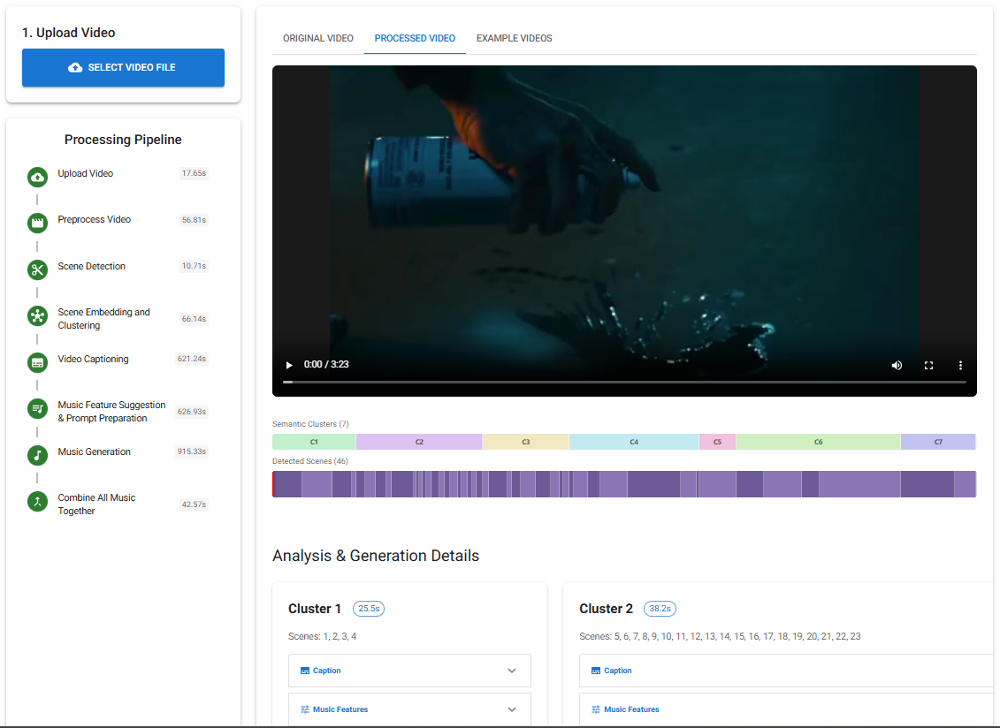 1. Upload Video
SELECT VIDEO FILE
Processing Pipeline
Upload Video 17.65s
Preprocess Video 56.81s
Scene Detection 10.71s
Scene Embedding and
Clustering 66.14s
Video Captioning 621.24s
Music Feature Suggestion
& Prompt Preparation 626.93s
Music Generation 915.33s
Combine All Music
Together 42.57s
ORIGINAL VIDEO PROCESSED VIDEO EXAMPLE VIDEOS
0:00 / 3:23
Semantic Clusters (7)
C1 C2 C3 C4 C5 C6 C7
Detected Scenes (46)
Analysis & Generation Details
Cluster 1 25.5s
Scenes: 1, 2, 3, 4
Caption
Music Features
Cluster 2 38.2s
Scenes: 5, 6, 7, 8, 9, 10, 11, 12, 13, 14, 15, 16, 17, 18, 19, 20, 21, 22, 23
Caption
Music Features